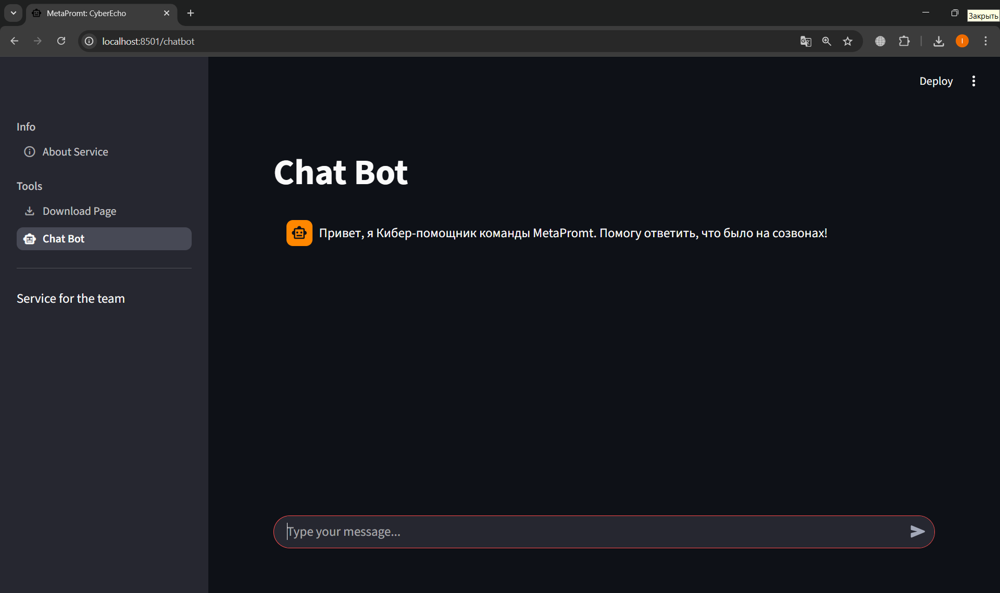 MetaPromt: CyberEcho
Закрыть
localhost:8501/chatbot
I
Deploy
Info
About Service
Tools
Download Page
Chat Bot
Service for the team
Chat Bot
Привет, я Кибер-помощник команды MetaPromt. Помогу ответить, что было на созвонах!
Type your message...